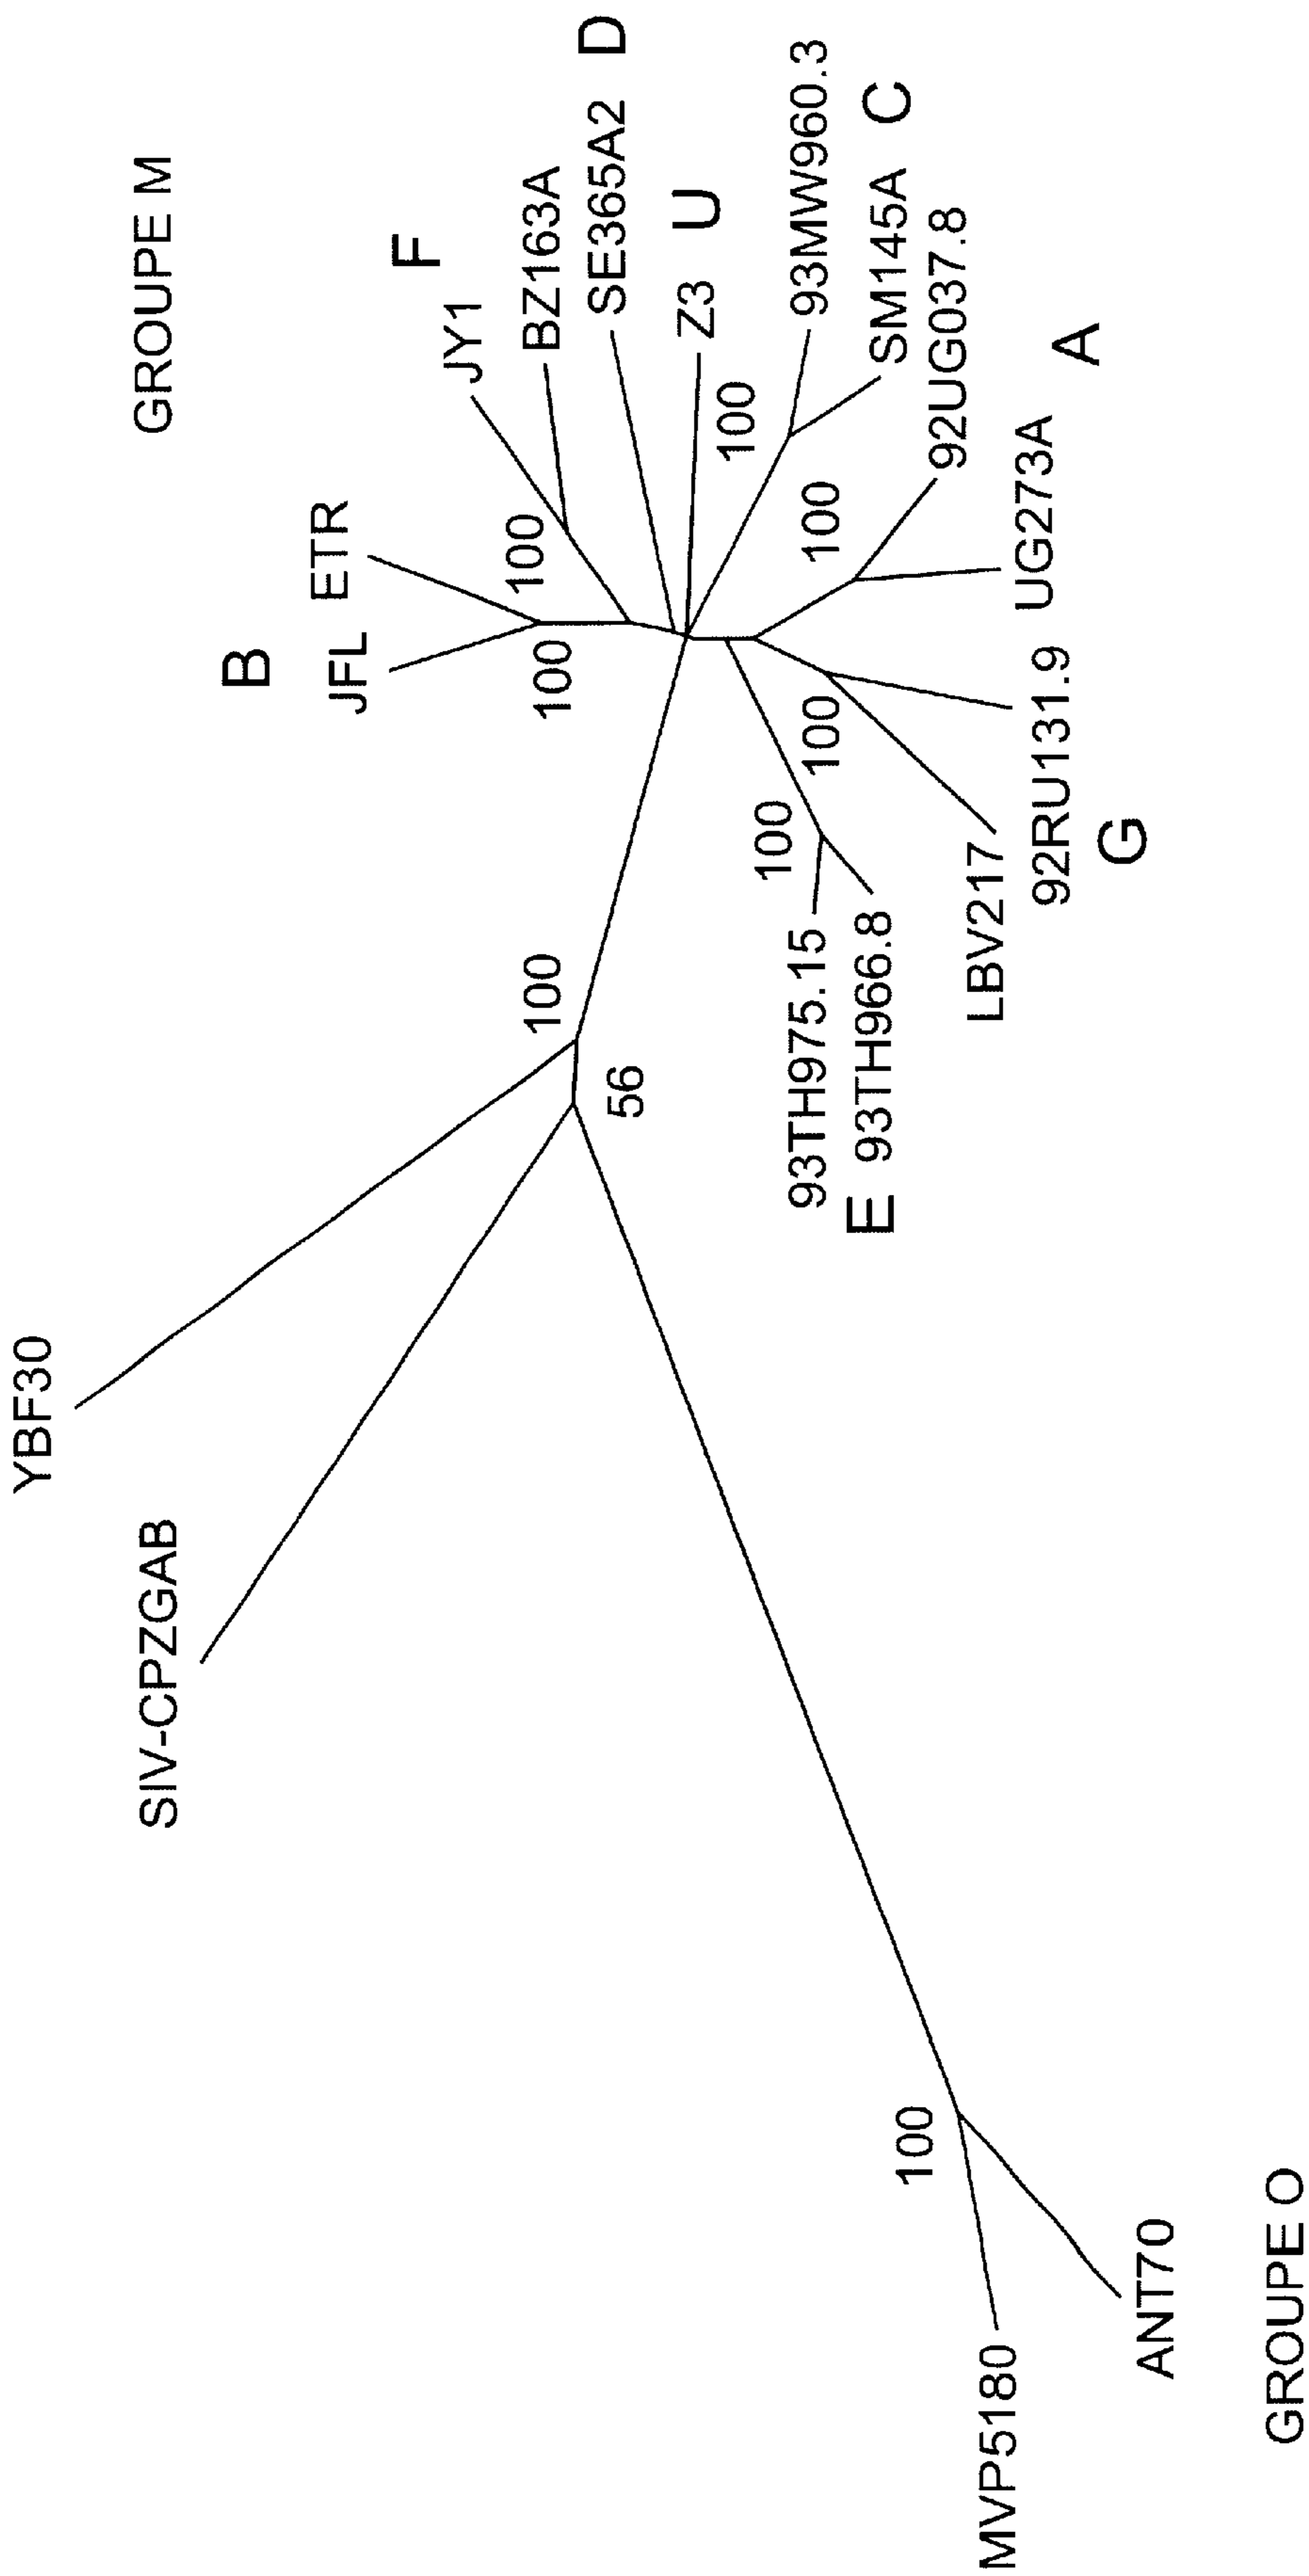 GROUPE M
B
JFL
ETR
F
JY1
BZ163A
D
SE365A2
U
Z3
C
93MW960.3
SM145A
A
92UG037.8
UG273A
G
92RU131.9
LBV217
E
93TH975.15
93TH966.8
100
100
100
100
100
100
100
56
YBF30
SIV-CPZGAB
100
MVP5180
ANT70
GROUPE O